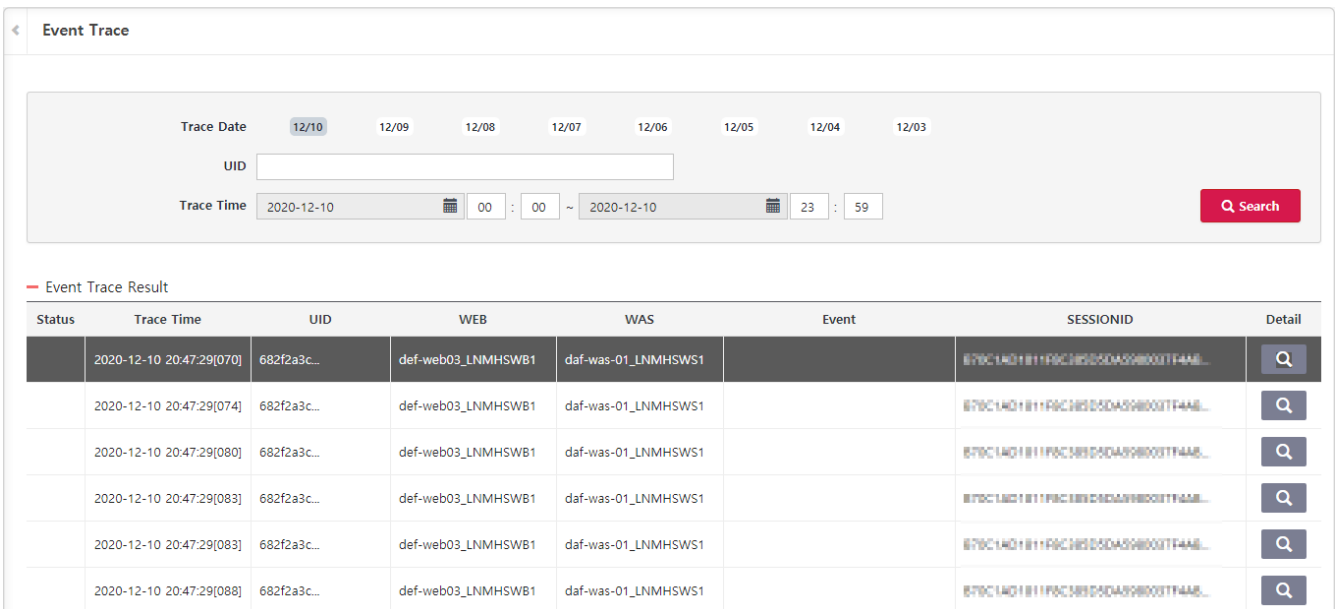 Event Trace
Trace Date 12/10 12/09 12/08 12/07 12/06 12/05 12/04 12/03
UID
Trace Time 2020-12-10 00 : 00 ~ 2020-12-10 23 : 59 Search
Event Trace Result
Status Trace Time UID WEB WAS Event SESSIONID Detail
2020-12-10 20:47:29[070] 682f2a3c... def-web03_LNMHSWB1 daf-was-01_LNMHSWS1
2020-12-10 20:47:29[074] 682f2a3c... def-web03_LNMHSWB1 daf-was-01_LNMHSWS1
2020-12-10 20:47:29[080] 682f2a3c... def-web03_LNMHSWB1 daf-was-01_LNMHSWS1
2020-12-10 20:47:29[083] 682f2a3c... def-web03_LNMHSWB1 daf-was-01_LNMHSWS1
2020-12-10 20:47:29[083] 682f2a3c... def-web03_LNMHSWB1 daf-was-01_LNMHSWS1
2020-12-10 20:47:29[088] 682f2a3c... def-web03_LNMHSWB1 daf-was-01_LNMHSWS1